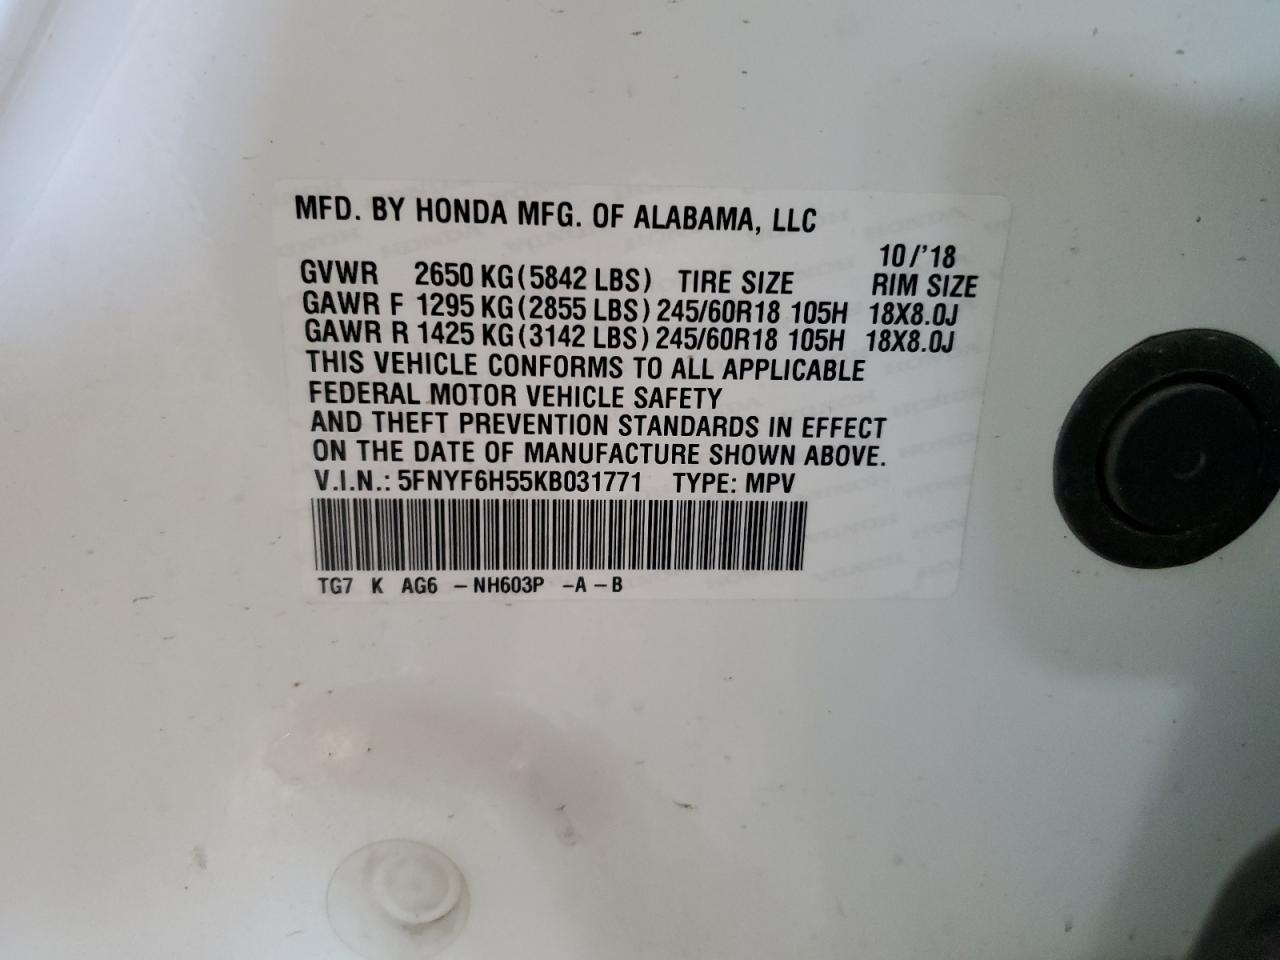 MFD. BY HONDA MFG. OF ALABAMA, LLC
10/'18
GVWR 2650 KG (5842 LBS) TIRE SIZE RIM SIZE
GAWR F 1295 KG (2855 LBS) 245/60R18 105H 18X8.0J
GAWR R 1425 KG (3142 LBS) 245/60R18 105H 18X8.0J
THIS VEHICLE CONFORMS TO ALL APPLICABLE
FEDERAL MOTOR VEHICLE SAFETY
AND THEFT PREVENTION STANDARDS IN EFFECT
ON THE DATE OF MANUFACTURE SHOWN ABOVE.
V.I.N.: 5FNYF6H55KB031771 TYPE: MPV
TG7 K AG6 – NH603P –A – B